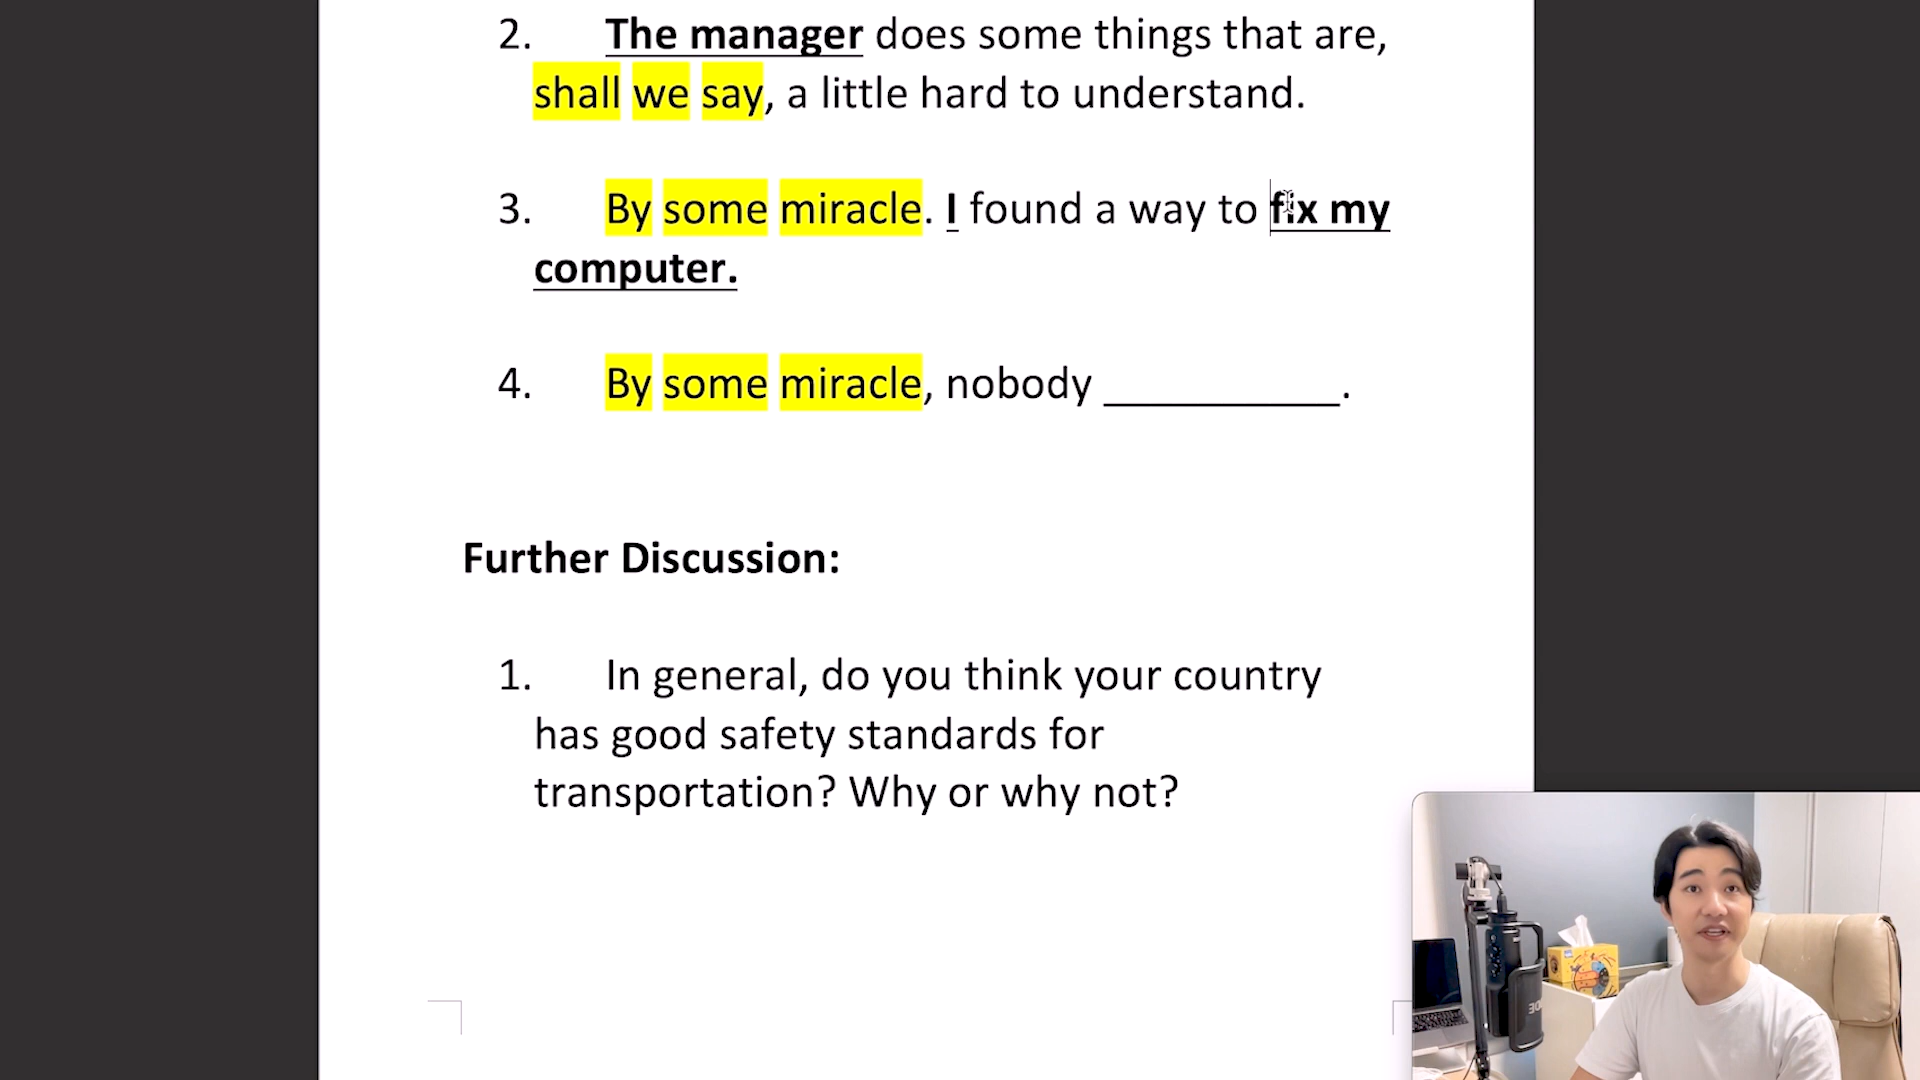 2. The manager does some things that are,
shall we say, a little hard to understand.
3. By some miracle. I found a way to fix my
computer.
4. By some miracle, nobody __________.
Further Discussion:
1. In general, do you think your country
has good safety standards for
transportation? Why or why not?